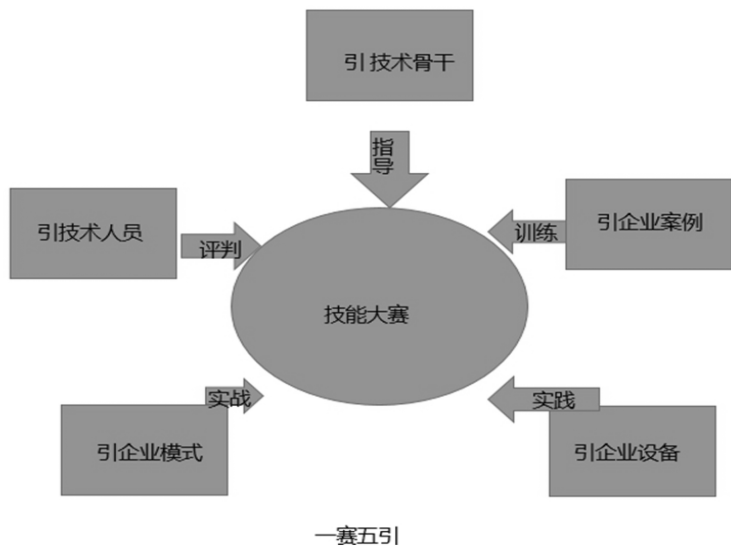 引技术骨干
指导
引技术人员
评判
训练
引企业案例
技能大赛
实战
实践
引企业模式
引企业设备
一赛五引